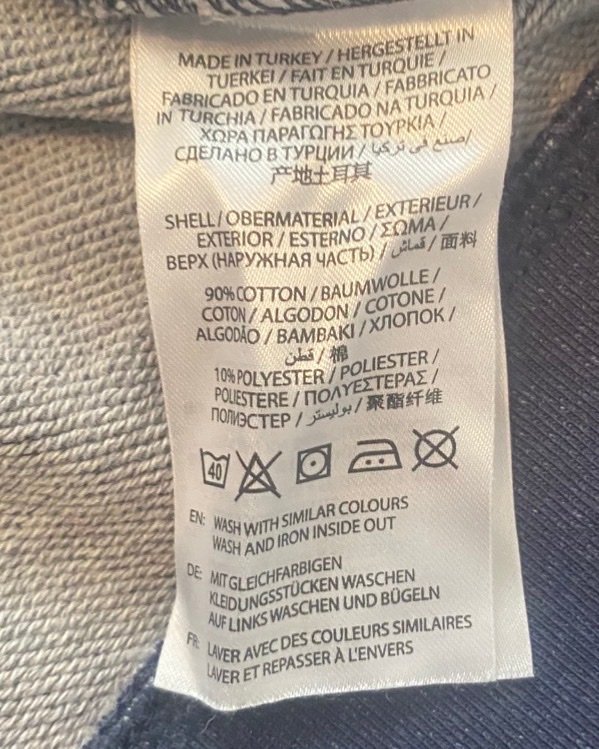 MADE IN TURKEY / HERGESTELLT IN
TUERKEI / FAIT EN TURQUIE /
FABRICADO EN TURQUIA / FABBRICATO
IN TURCHIA / FABRICADO NA TURQUIA /
ΧΩΡΑ ΠΑΡΑΓΩΓΗΣ ΤΟΥΡΚΙΑ /
СДЕЛАНО В ТУРЦИИ / صنع في تركيا /
产地土耳其
SHELL / OBERMATERIAL / EXTERIEUR /
EXTERIOR / ESTERNO / ΣΩΜΑ /
ВЕРХ (НАРУЖНАЯ ЧАСТЬ) / قماش / 面料
90% COTTON / BAUMWOLLE /
COTON / ALGODON / COTONE /
ALGODÃO / ΒΑΜΒΑΚΙ / ХЛОПОК /
قطن / 棉
10% POLYESTER / POLIESTER /
POLIESTERE / ΠΟΛΥΕΣΤΕΡΑΣ /
ПОЛИЭСТЕР / بوليستر / 聚酯纤维
40
EN: WASH WITH SIMILAR COLOURS
WASH AND IRON INSIDE OUT
DE: MIT GLEICHFARBIGEN
KLEIDUNGSSTÜCKEN WASCHEN
AUF LINKS WASCHEN UND BÜGELN
FR: LAVER AVEC DES COULEURS SIMILAIRES
LAVER ET REPASSER À L'ENVERS